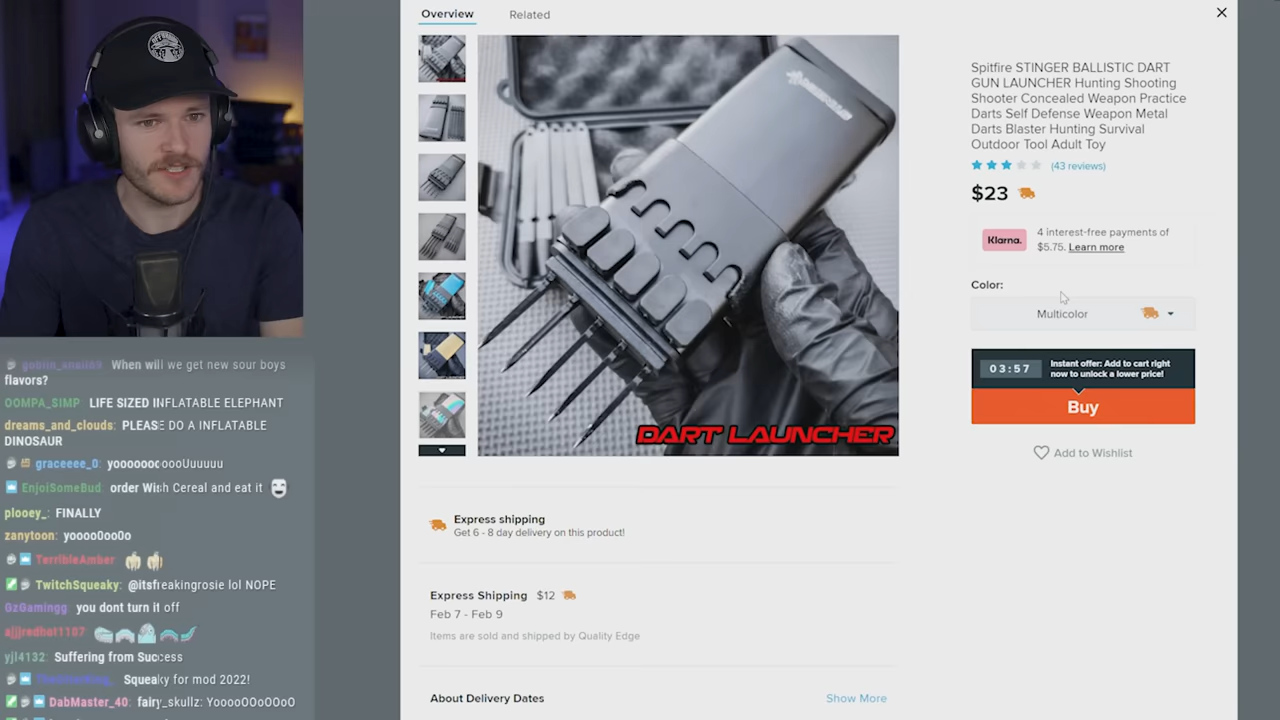 Overview
Related
Spitfire STINGER BALLISTIC DART
GUN LAUNCHER Hunting Shooting
Shooter Concealed Weapon Practice
Darts Self Defense Weapon Metal
Darts Blaster Hunting Survival
Outdoor Tool Adult Toy
(43 reviews)
$23
Klarna.
4 interest-free payments of
$5.75. Learn more
Color:
Multicolor
03:57
Instant offer: Add to cart right
now to unlock a lower price!
Buy
Add to Wishlist
DART LAUNCHER
Express shipping
Get 6 - 8 day delivery on this product!
Express Shipping $12
Feb 7 - Feb 9
Items are sold and shipped by Quality Edge
About Delivery Dates
Show More
When will we get new sour boys
flavors?
OOMPA_SIMP: LIFE SIZED INFLATABLE ELEPHANT
dreams_and_clouds: PLEASE DO A INFLATABLE
DINOSAUR
graceeee_0: yooooooooooUuuuuu
EnjoiSomeBud order Wish Cereal and eat it
plooey_: FINALLY
zanytoon: yoooo0oo0o
TerribleAmber
TwitchSqueaky: @itsfreakingrosie lol NOPE
GzGamingg you dont turn it off
yjl4132: Suffering from Success
Squeaky for mod 2022!
DabMaster_40: fairy_skullz: YooooOOoOOOoO